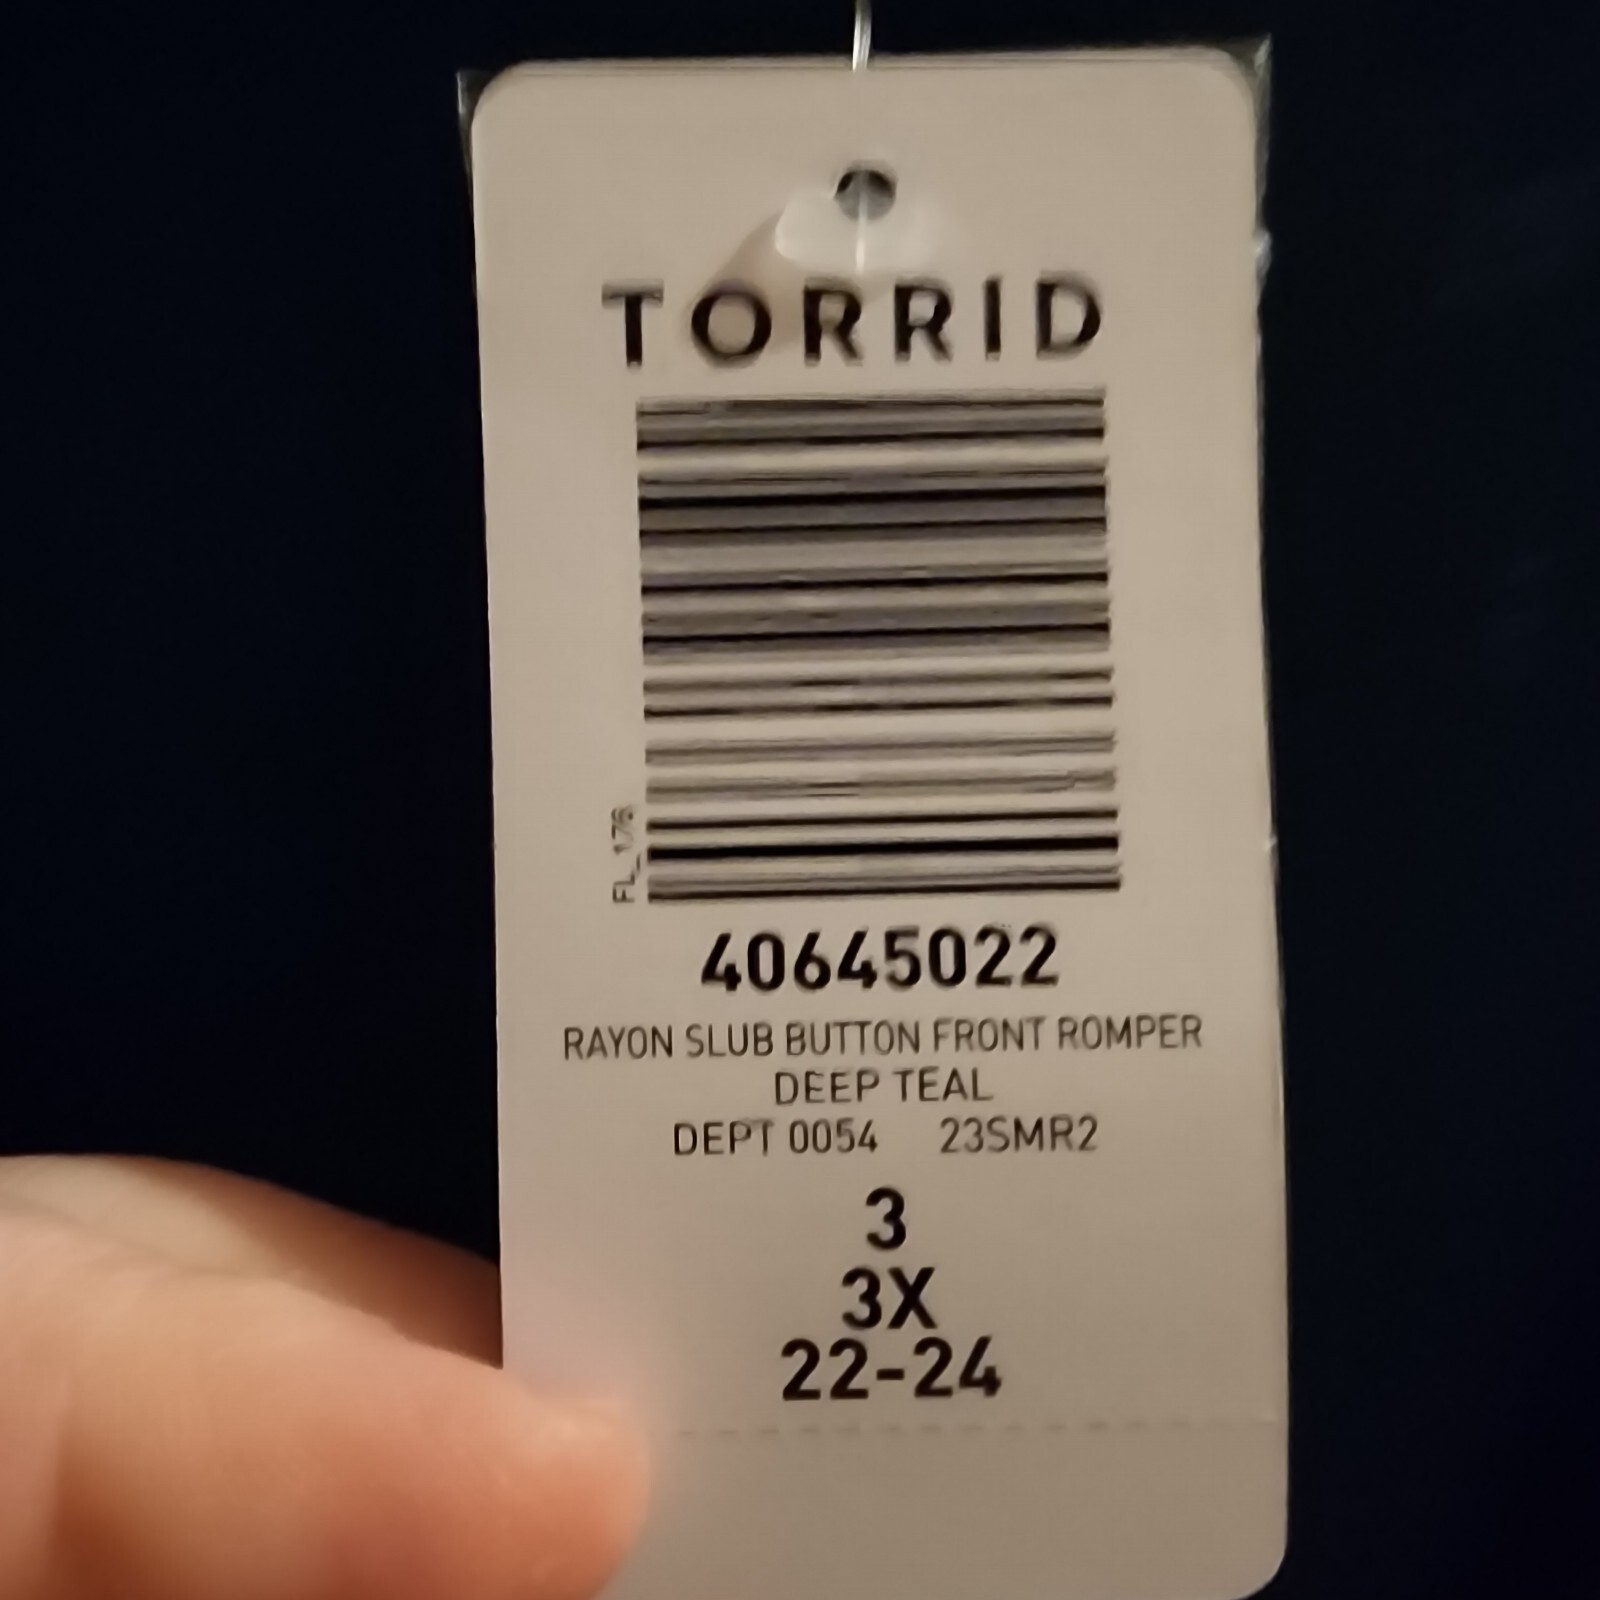 TORRID
FL_176
40645022
RAYON SLUB BUTTON FRONT ROMPER
DEEP TEAL
DEPT 0054 23SMR2
3
3X
22-24